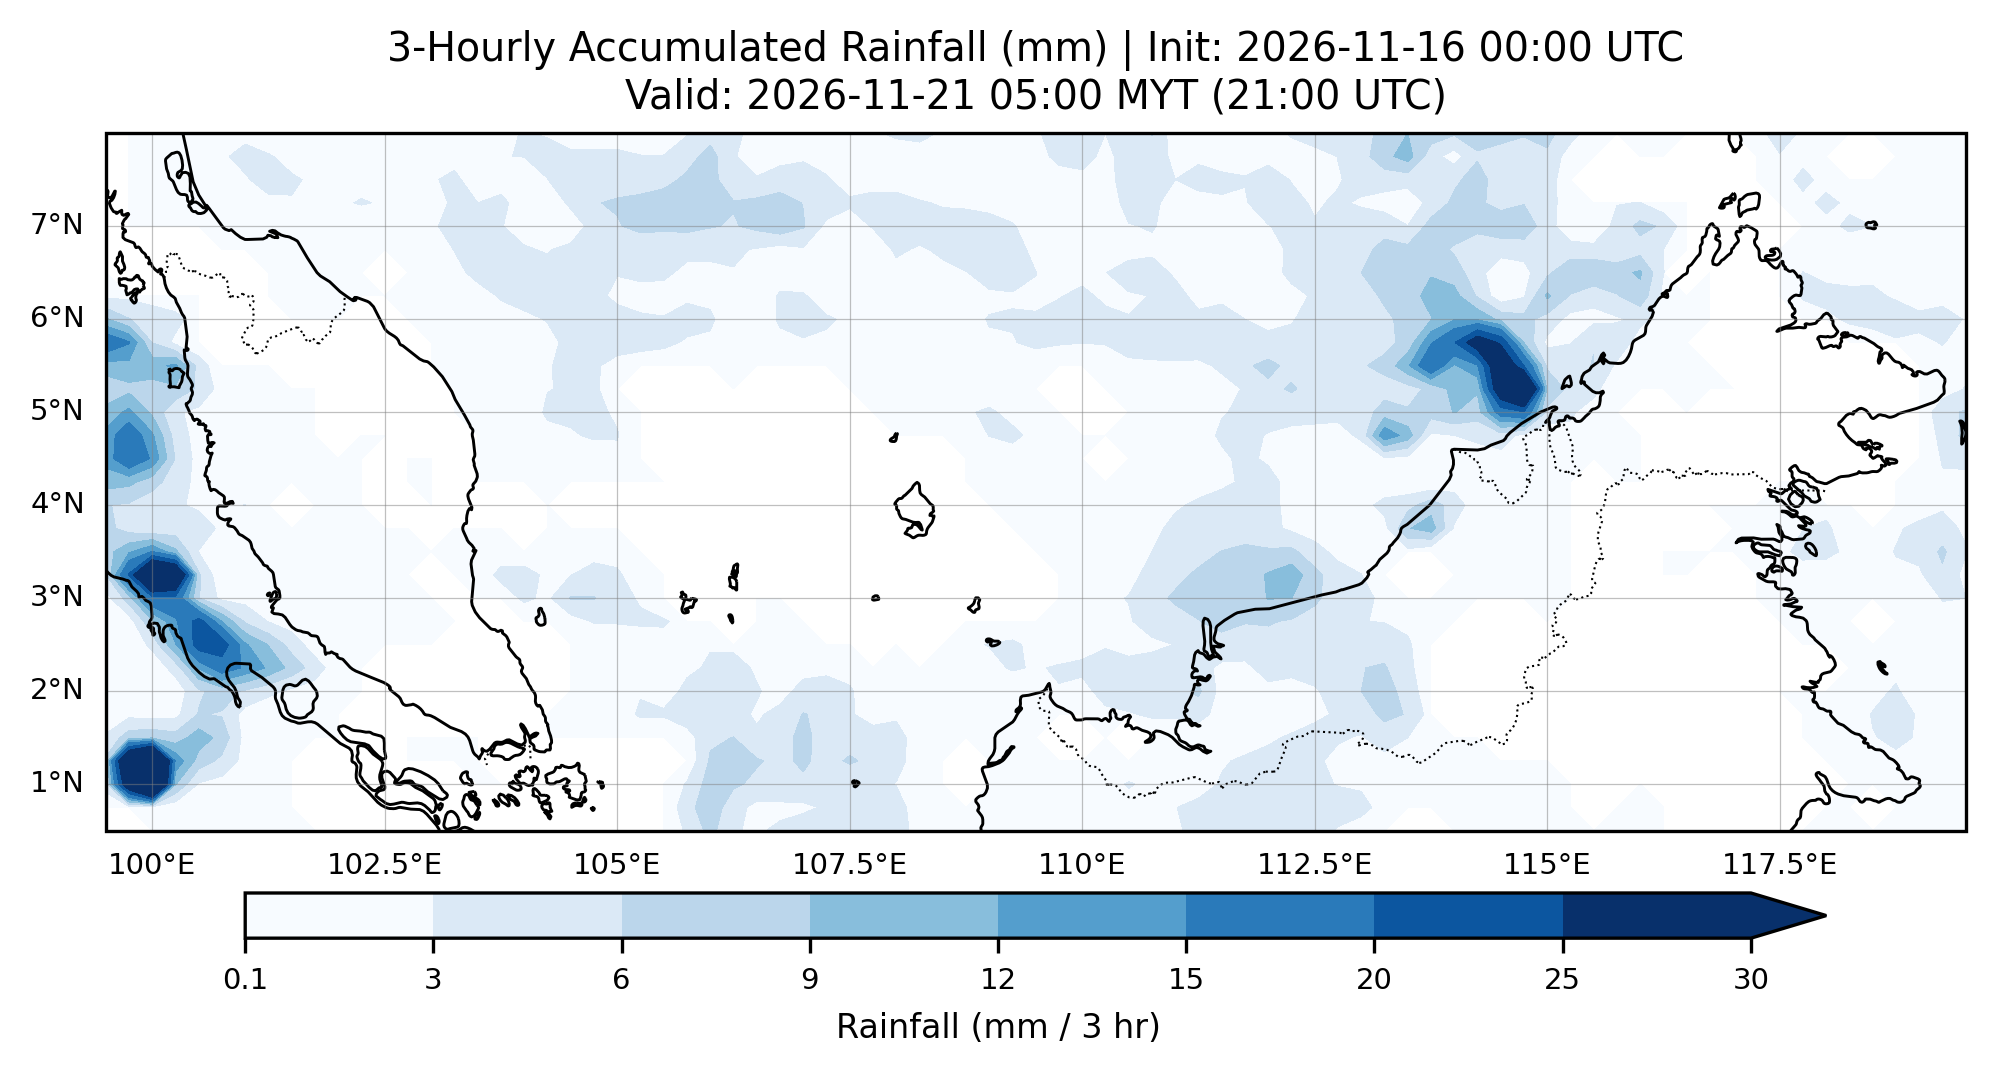 3-Hourly Accumulated Rainfall (mm) | Init: 2026-11-16 00:00 UTC
Valid: 2026-11-21 05:00 MYT (21:00 UTC)
7°N
6°N
5°N
4°N
3°N
2°N
1°N
100°E 102.5°E 105°E 107.5°E 110°E 112.5°E 115°E 117.5°E
0.1 3 6 9 12 15 20 25 30
Rainfall (mm / 3 hr)